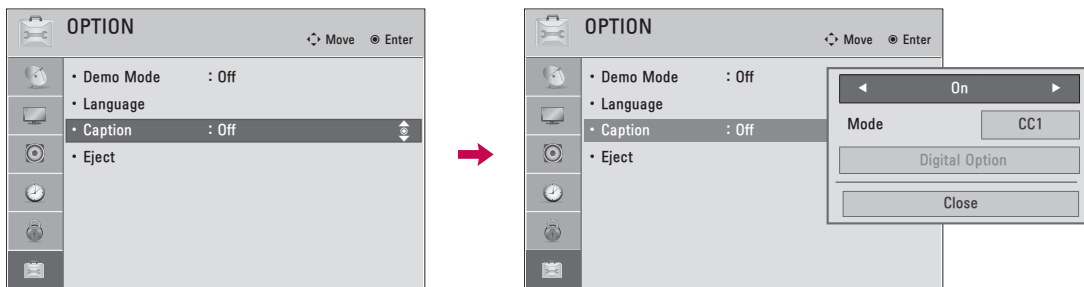 OPTION
Move Enter
• Demo Mode : Off
• Language
• Caption : Off
• Eject
OPTION
Move Enter
• Demo Mode : Off
• Language
• Caption : Off
• Eject
◄ On ►
Mode CC1
Digital Option
Close